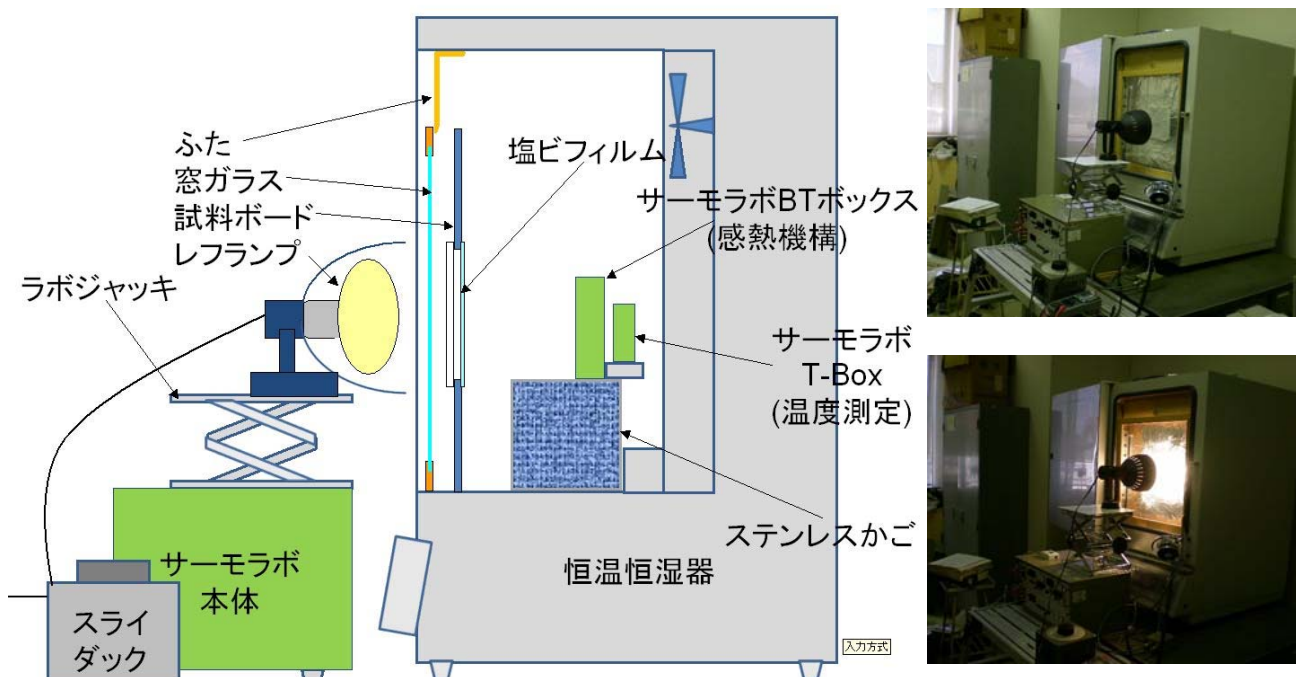 ふた
窓ガラス
試料ボード
レフランプ
ラボジャッキ
塩ビフィルム
サーモラボBTボックス
(感熱機構)
サーモラボ
T-Box
(温度測定)
ステンレスかご
恒温恒湿器
サーモラボ
本体
スライ
ダック
入力方式